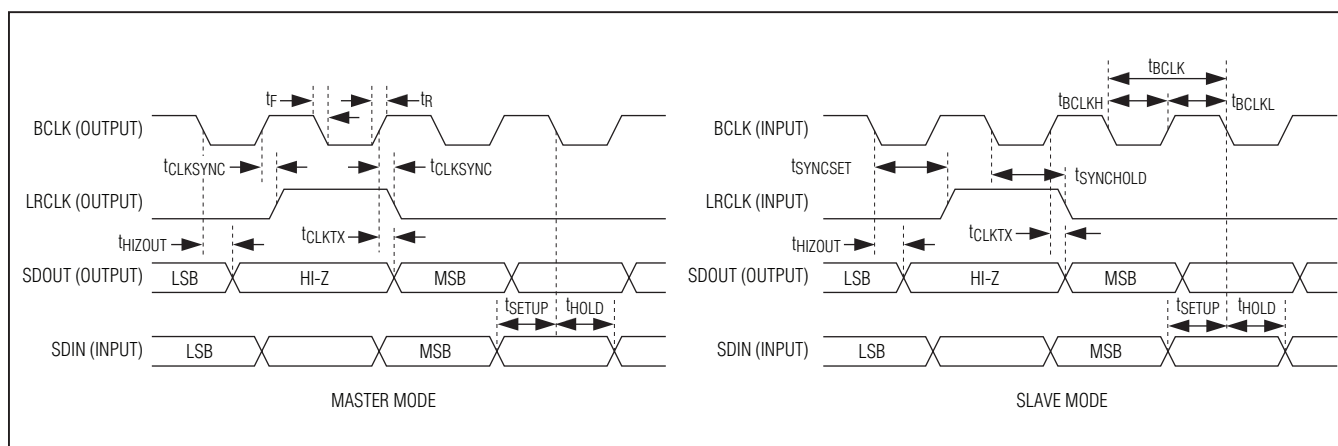 tF
tR
BCLK (OUTPUT)
tCLKSYNC
tCLKSYNC
LRCLK (OUTPUT)
tHIZOUT
tCLKTX
SDOUT (OUTPUT)
LSB
HI-Z
MSB
tSETUP
tHOLD
SDIN (INPUT)
LSB
MSB
MASTER MODE
tBCLK
tBCLKH
tBCLKL
BCLK (INPUT)
tSYNCSET
tSYNCHOLD
LRCLK (INPUT)
tHIZOUT
tCLKTX
SDOUT (OUTPUT)
LSB
HI-Z
MSB
tSETUP
tHOLD
SDIN (INPUT)
LSB
MSB
SLAVE MODE